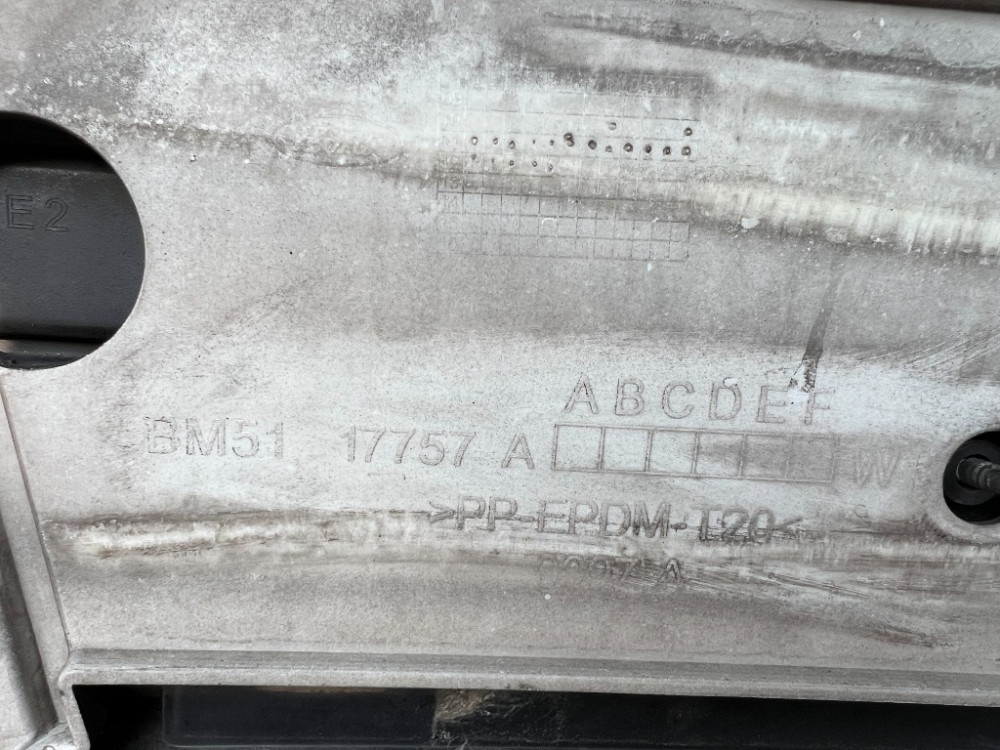 E2
ABCDEF
BM51 17757 A W
>PP-EPDM-T20<